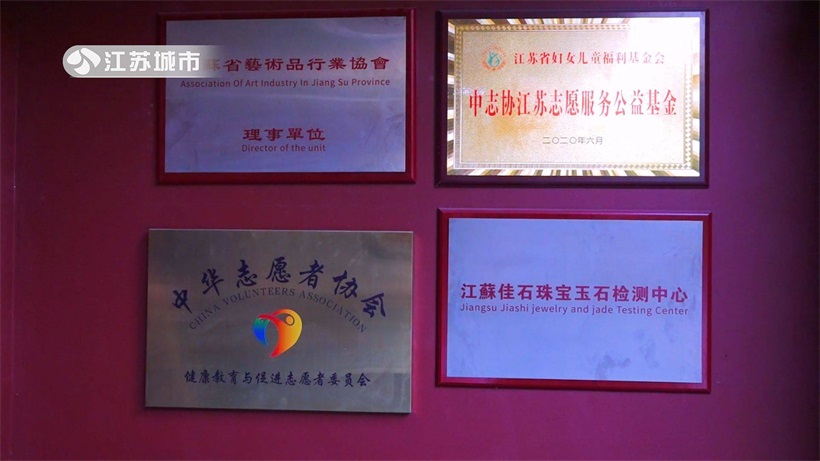 江苏城市
蘇省藝術品行業協會
Association Of Art Industry In Jiang Su Province
理事單位
Director of the unit
江苏省妇女儿童福利基金会
中志协江苏志愿服务公益基金
二〇二〇年六月
中华志愿者协会
CHINA VOLUNTEERS ASSOCIATION
健康教育与促进志愿者委员会
江蘇佳石珠宝玉石检测中心
Jiangsu Jiashi jewelry and jade Testing Center